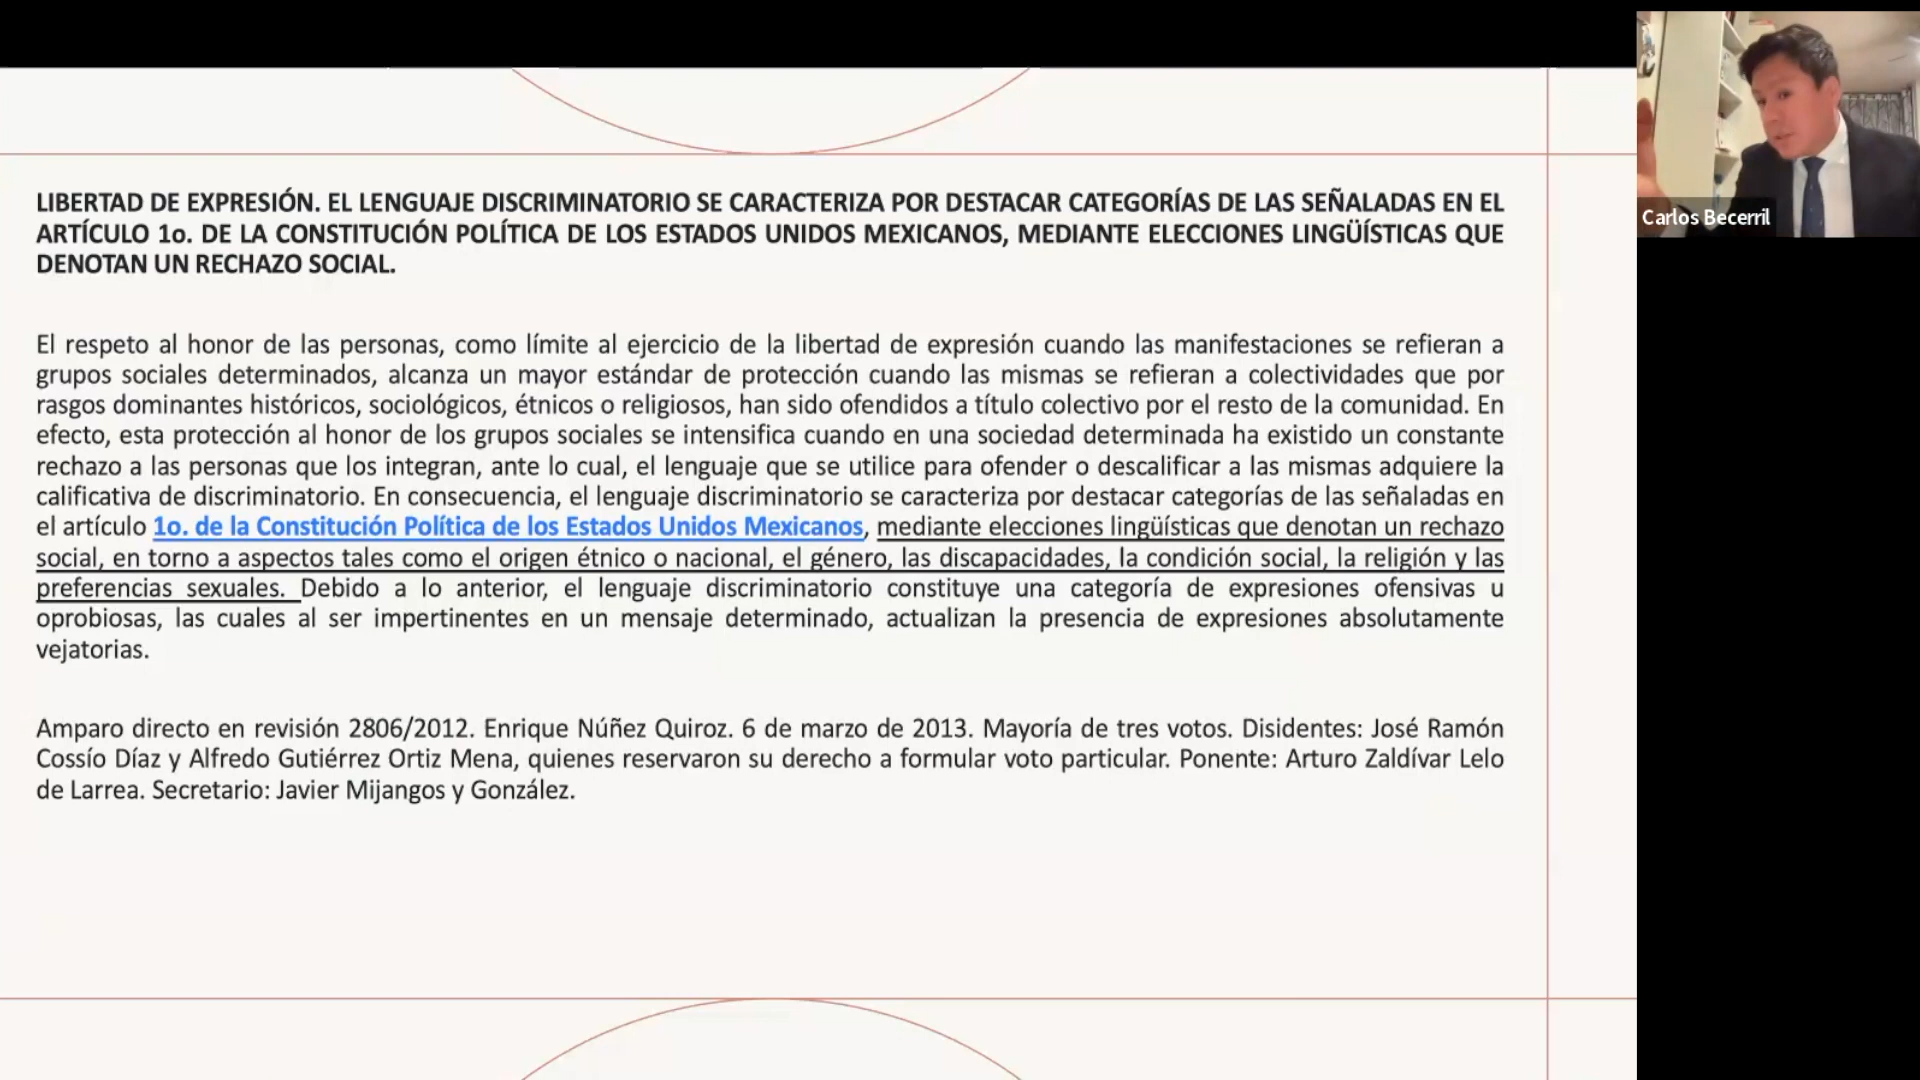 LIBERTAD DE EXPRESIÓN. EL LENGUAJE DISCRIMINATORIO SE CARACTERIZA POR DESTACAR CATEGORÍAS DE LAS SEÑALADAS EN EL
ARTÍCULO 1o. DE LA CONSTITUCIÓN POLÍTICA DE LOS ESTADOS UNIDOS MEXICANOS, MEDIANTE ELECCIONES LINGÜÍSTICAS QUE
DENOTAN UN RECHAZO SOCIAL.
El respeto al honor de las personas, como límite al ejercicio de la libertad de expresión cuando las manifestaciones se refieran a
grupos sociales determinados, alcanza un mayor estándar de protección cuando las mismas se refieran a colectividades que por
rasgos dominantes históricos, sociológicos, étnicos o religiosos, han sido ofendidos a título colectivo por el resto de la comunidad. En
efecto, esta protección al honor de los grupos sociales se intensifica cuando en una sociedad determinada ha existido un constante
rechazo a las personas que los integran, ante lo cual, el lenguaje que se utilice para ofender o descalificar a las mismas adquiere la
calificativa de discriminatorio. En consecuencia, el lenguaje discriminatorio se caracteriza por destacar categorías de las señaladas en
el artículo 1o. de la Constitución Política de los Estados Unidos Mexicanos, mediante elecciones lingüísticas que denotan un rechazo
social, en torno a aspectos tales como el origen étnico o nacional, el género, las discapacidades, la condición social, la religión y las
preferencias sexuales. Debido a lo anterior, el lenguaje discriminatorio constituye una categoría de expresiones ofensivas u
oprobiosas, las cuales al ser impertinentes en un mensaje determinado, actualizan la presencia de expresiones absolutamente
vejatorias.
Amparo directo en revisión 2806/2012. Enrique Núñez Quiroz. 6 de marzo de 2013. Mayoría de tres votos. Disidentes: José Ramón
Cossío Díaz y Alfredo Gutiérrez Ortiz Mena, quienes reservaron su derecho a formular voto particular. Ponente: Arturo Zaldívar Lelo
de Larrea. Secretario: Javier Mijangos y González.
Carlos Becerril